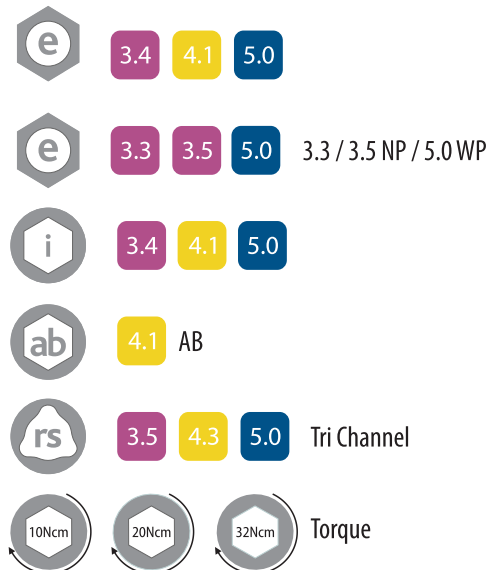 e 3.4 4.1 5.0
e 3.3 3.5 5.0 3.3 / 3.5 NP / 5.0 WP
i 3.4 4.1 5.0
ab 4.1 AB
rs 3.5 4.3 5.0 Tri Channel
10Ncm 20Ncm 32Ncm Torque